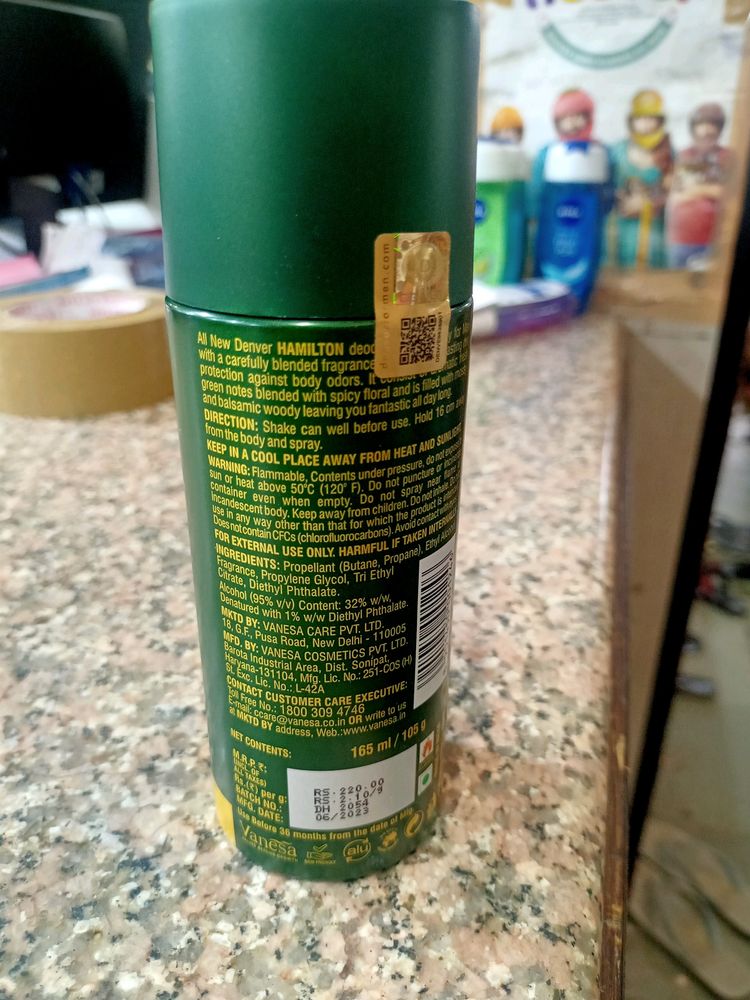 All New Denver HAMILTON
with a carefully blended fragrance
protection against body odors. It
green notes blended with spicy floral and is filled with
and balsamic woody leaving you fantastic all day long.
DIRECTION: Shake can well before use. Hold 16 cm
from the body and spray.
KEEP IN A COOL PLACE AWAY FROM HEAT AND
WARNING: Flammable, Contents under pressure, do not
sun or heat above 50°C (120° F), Do not puncture or
container even when empty. Do not spray near
incandescent body. Keep away from children. Do not
use in any way other than that for which the product is
Does not contain CFCs (chlorofluorocarbons). Avoid contact
FOR EXTERNAL USE ONLY. HARMFUL IF TAKEN
INGREDIENTS: Propellant (Butane, Propane), Ethyl
Fragrance, Propylene Glycol, Tri Ethyl
Citrate, Diethyl Phthalate.
Alcohol (95% v/v) Content: 32% w/w,
Denatured with 1% w/w Diethyl Phthalate.
MKTD BY: VANESA CARE PVT. LTD.
18, G.F., Pusa Road, New Delhi - 110005
MFD. BY: VANESA COSMETICS PVT. LTD.
Barota Industrial Area, Dist. Sonipat,
Haryana-131104, Mfg. Lic. No.: 251-COS (H)
St. Exc. Lic. No.: L-42A
CONTACT CUSTOMER CARE EXECUTIVE:
Toll Free No.: 1800 309 4746
E-mail: ccare@vanesa.co.in OR write to us
at MKTD BY address, Web.:www.vanesa.in
NET CONTENTS: 165 ml / 105 g
M.R.P. ₹:
(INCL. OF
ALL TAXES) RS.220.00
Rs.(₹) per g: RS.2.10/9
BATCH NO.: DH 2054
MFG. DATE: 06/2023
Use Before 36 months from the date of Mfg.
Vanesa
alu